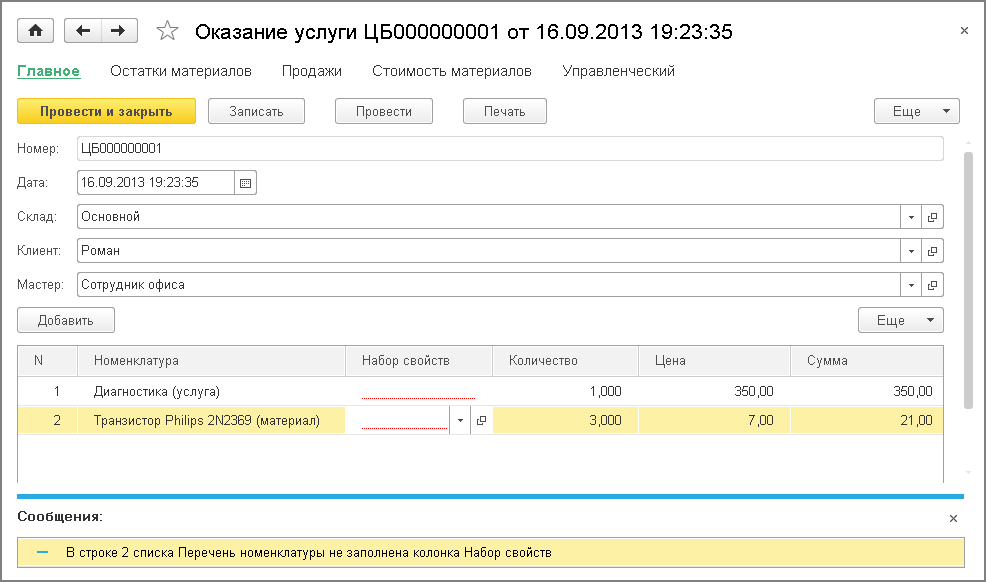 Оказание услуги ЦБ000000001 от 16.09.2013 19:23:35
Главное Остатки материалов Продажи Стоимость материалов Управленческий
Провести и закрыть Записать Провести Печать Еще
Номер: ЦБ000000001
Дата: 16.09.2013 19:23:35
Склад: Основной
Клиент: Роман
Мастер: Сотрудник офиса
Добавить Еще
N Номенклатура Набор свойств Количество Цена Сумма
1 Диагностика (услуга) 1,000 350,00 350,00
2 Транзистор Philips 2N2369 (материал) 3,000 7,00 21,00
Сообщения:
В строке 2 списка Перечень номенклатуры не заполнена колонка Набор свойств